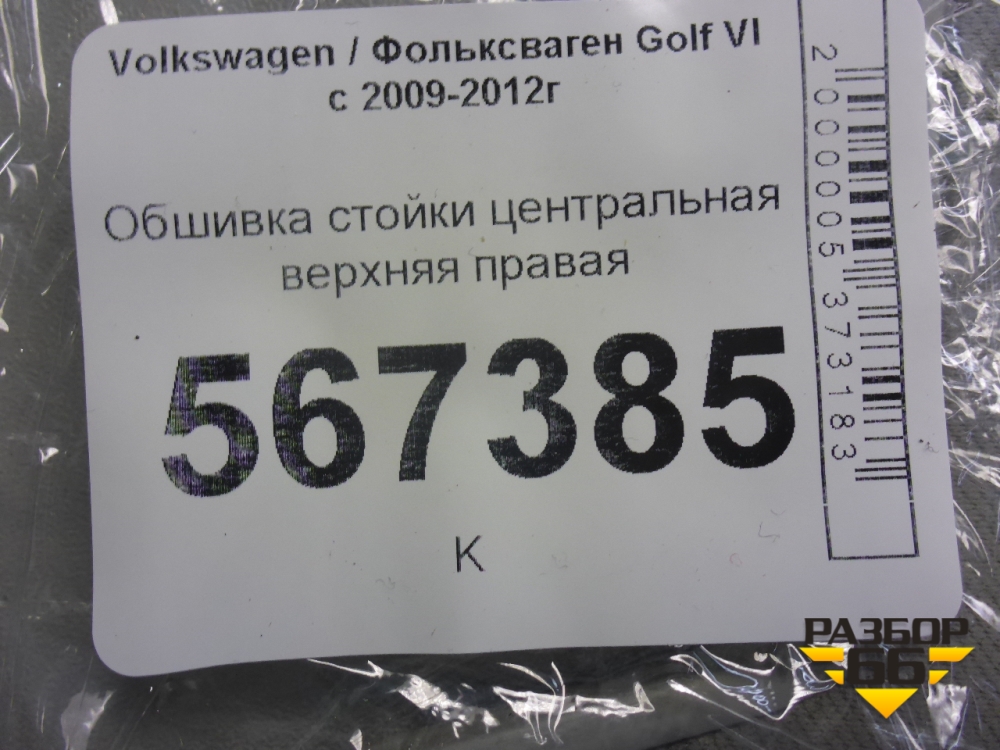 Volkswagen / Фольксваген Golf VI
с 2009-2012г
Обшивка стойки центральная
верхняя правая
567385
К
2000005373183
РАЗБОР
66